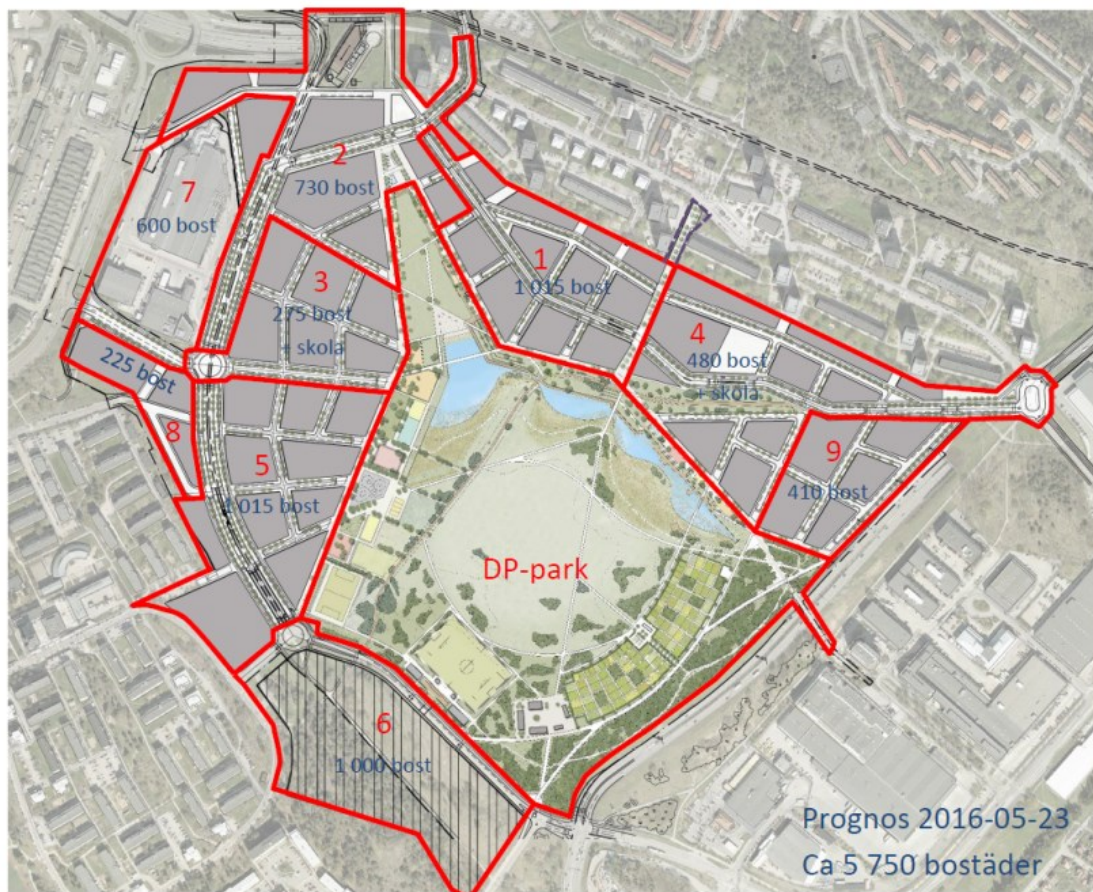 2
730 bost
7
600 bost
1
1 015 bost
3
275 bost
+ skola
4
480 bost
+ skola
225 bost
8
5
1 015 bost
9
410 bost
DP-park
6
1 000 bost
Prognos 2016-05-23
Ca 5 750 bostäder